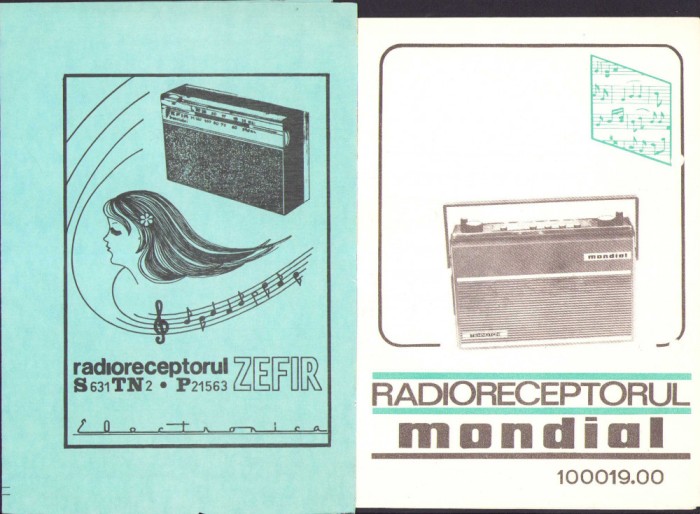 radioreceptorul ZEFIR
S631TN2 • P21563
Electronica
mondial
RADIORECEPTORUL
mondial
100019.00